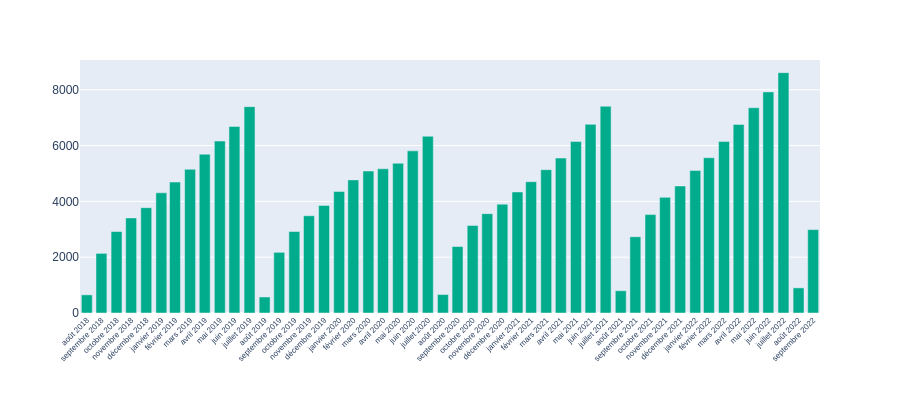 8000
6000
4000
2000
0
août 2018
septembre 2018
octobre 2018
novembre 2018
décembre 2018
janvier 2019
février 2019
mars 2019
avril 2019
mai 2019
juin 2019
juillet 2019
août 2019
septembre 2019
octobre 2019
novembre 2019
décembre 2019
janvier 2020
février 2020
mars 2020
avril 2020
mai 2020
juin 2020
juillet 2020
août 2020
septembre 2020
octobre 2020
novembre 2020
décembre 2020
janvier 2021
février 2021
mars 2021
avril 2021
mai 2021
juin 2021
juillet 2021
août 2021
septembre 2021
octobre 2021
novembre 2021
décembre 2021
janvier 2022
février 2022
mars 2022
avril 2022
mai 2022
juin 2022
juillet 2022
août 2022
septembre 2022